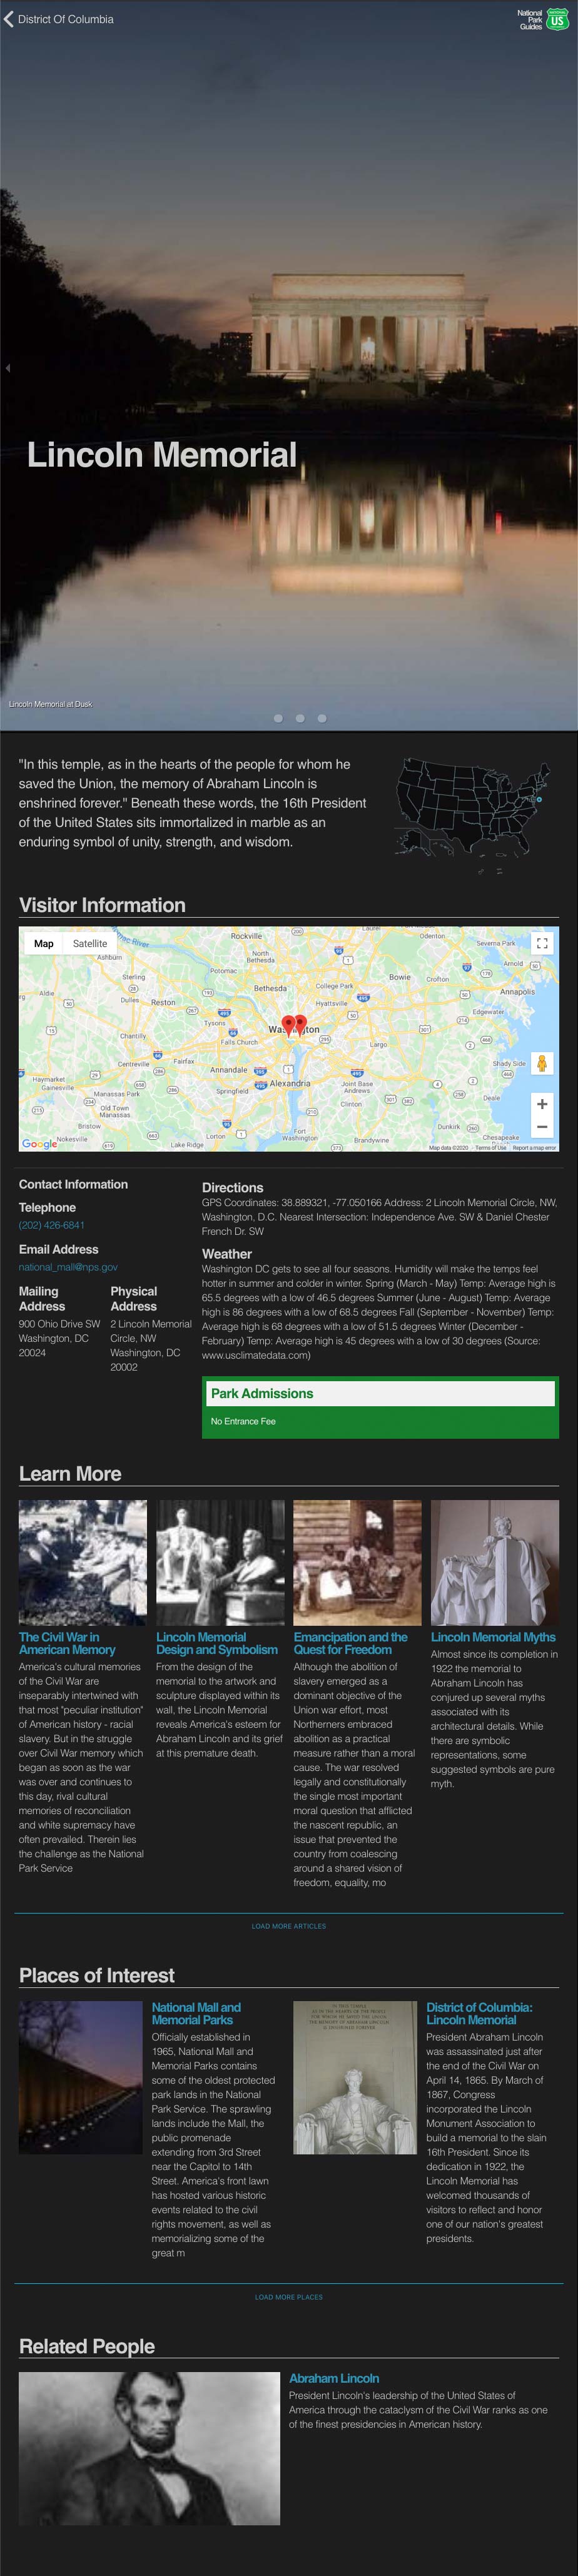 District Of Columbia
National
Park
Guides
US
Lincoln Memorial
Lincoln Memorial at Dusk
"In this temple, as in the hearts of the people for whom he
saved the Union, the memory of Abraham Lincoln is
enshrined forever." Beneath these words, the 16th President
of the United States sits immortalized in marble as an
enduring symbol of unity, strength, and wisdom.
Visitor Information
Map
Satellite
Rockville
Odenton
Severna Park
Ashburn
North
Bethesda
Arnold
Sterling
Potomac
Bowie
Crofton
Aldie
Dulles
Reston
Bethesda
Annapolis
Hyattsville
Tysons
Edgewater
Chantilly
Falls Church
Largo
Fairfax
Annandale
Shady Side
Haymarket
Centreville
Alexandria
Joint Base
Andrews
Gainesville
Springfield
Manassas Park
Deale
Old Town
Manassas
Clinton
Bristow
Fort
Washington
Dunkirk
Chesapeake
Beach
Google
Nokesville
Lake Ridge
Lorton
Brandywine
Map data ©2020
Terms of Use
Report a map error
Contact Information
Telephone
(202) 426-6841
Email Address
national_mall@nps.gov
Mailing
Address
900 Ohio Drive SW
Washington, DC
20024
Physical
Address
2 Lincoln Memorial
Circle, NW
Washington, DC
20002
Directions
GPS Coordinates: 38.889321, -77.050166 Address: 2 Lincoln Memorial Circle, NW,
Washington, D.C. Nearest Intersection: Independence Ave. SW & Daniel Chester
French Dr. SW
Weather
Washington DC gets to see all four seasons. Humidity will make the temps feel
hotter in summer and colder in winter. Spring (March - May) Temp: Average high is
65.5 degrees with a low of 46.5 degrees Summer (June - August) Temp: Average
high is 86 degrees with a low of 68.5 degrees Fall (September - November) Temp:
Average high is 68 degrees with a low of 51.5 degrees Winter (December -
February) Temp: Average high is 45 degrees with a low of 30 degrees (Source:
www.usclimatedata.com)
Park Admissions
No Entrance Fee
Learn More
The Civil War in
American Memory
America's cultural memories
of the Civil War are
inseparably intertwined with
that most "peculiar institution"
of American history - racial
slavery. But in the struggle
over Civil War memory which
began as soon as the war
was over and continues to
this day, rival cultural
memories of reconciliation
and white supremacy have
often prevailed. Therein lies
the challenge as the National
Park Service
Lincoln Memorial
Design and Symbolism
From the design of the
memorial to the artwork and
sculpture displayed within its
wall, the Lincoln Memorial
reveals America's esteem for
Abraham Lincoln and its grief
at this premature death.
Emancipation and the
Quest for Freedom
Although the abolition of
slavery emerged as a
dominant objective of the
Union war effort, most
Northerners embraced
abolition as a practical
measure rather than a moral
cause. The war resolved
legally and constitutionally
the single most important
moral question that afflicted
the nascent republic, an
issue that prevented the
country from coalescing
around a shared vision of
freedom, equality, mo
Lincoln Memorial Myths
Almost since its completion in
1922 the memorial to
Abraham Lincoln has
conjured up several myths
associated with its
architectural details. While
there are symbolic
representations, some
suggested symbols are pure
myth.
LOAD MORE ARTICLES
Places of Interest
National Mall and
Memorial Parks
Officially established in
1965, National Mall and
Memorial Parks contains
some of the oldest protected
park lands in the National
Park Service. The sprawling
lands include the Mall, the
public promenade
extending from 3rd Street
near the Capitol to 14th
Street. America's front lawn
has hosted various historic
events related to the civil
rights movement, as well as
memorializing some of the
great m
District of Columbia:
Lincoln Memorial
President Abraham Lincoln
was assassinated just after
the end of the Civil War on
April 14, 1865. By March of
1867, Congress
incorporated the Lincoln
Monument Association to
build a memorial to the slain
16th President. Since its
dedication in 1922, the
Lincoln Memorial has
welcomed thousands of
visitors to reflect and honor
one of our nation's greatest
presidents.
LOAD MORE PLACES
Related People
Abraham Lincoln
President Lincoln's leadership of the United States of
America through the cataclysm of the Civil War ranks as one
of the finest presidencies in American history.